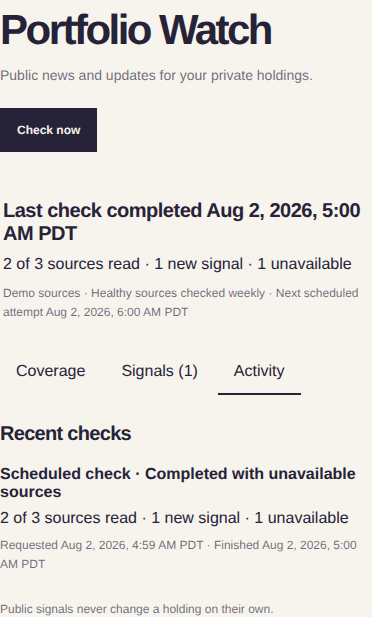 Portfolio Watch
Public news and updates for your private holdings.
Check now
Last check completed Aug 2, 2026, 5:00
AM PDT
2 of 3 sources read · 1 new signal · 1 unavailable
Demo sources · Healthy sources checked weekly · Next scheduled
attempt Aug 2, 2026, 6:00 AM PDT
Coverage Signals (1) Activity
Recent checks
Scheduled check · Completed with unavailable
sources
2 of 3 sources read · 1 new signal · 1 unavailable
Requested Aug 2, 2026, 4:59 AM PDT · Finished Aug 2, 2026, 5:00
AM PDT
Public signals never change a holding on their own.